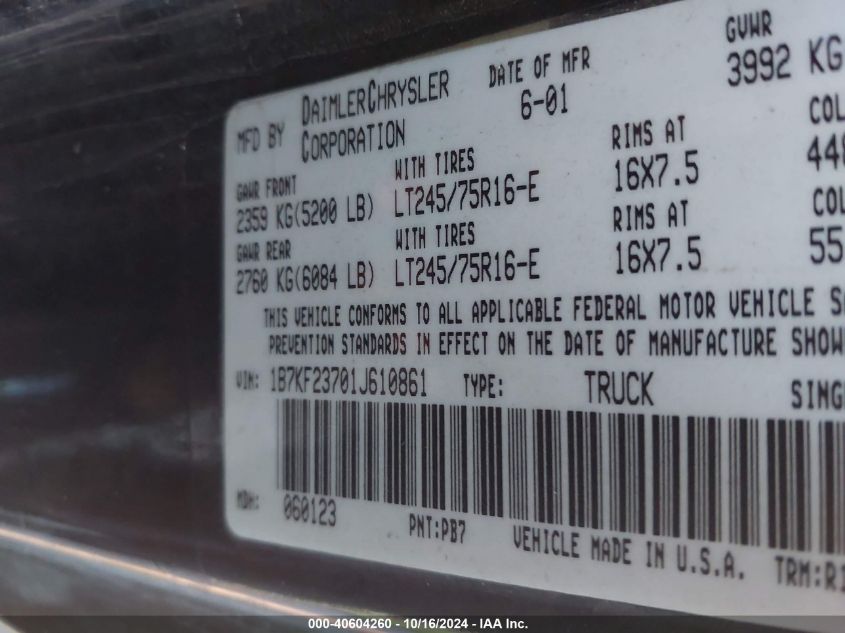 MFD BY DAIMLERCHRYSLER CORPORATION DATE OF MFR 6-01 GVWR 3992 KG
GAWR FRONT WITH TIRES RIMS AT COL
2359 KG(5200 LB) LT245/75R16-E 16X7.5 448
GAWR REAR WITH TIRES RIMS AT COL
2760 KG(6084 LB) LT245/75R16-E 16X7.5 55
THIS VEHICLE CONFORMS TO ALL APPLICABLE FEDERAL MOTOR VEHICLE SA
PREVENTION STANDARDS IN EFFECT ON THE DATE OF MANUFACTURE SHOW
VIN: 1B7KF23701J610861 TYPE: TRUCK SING
MDH: 060123 PNT:PB7 VEHICLE MADE IN U.S.A. TRM:R1
000-40604260 - 10/16/2024 - IAA Inc.